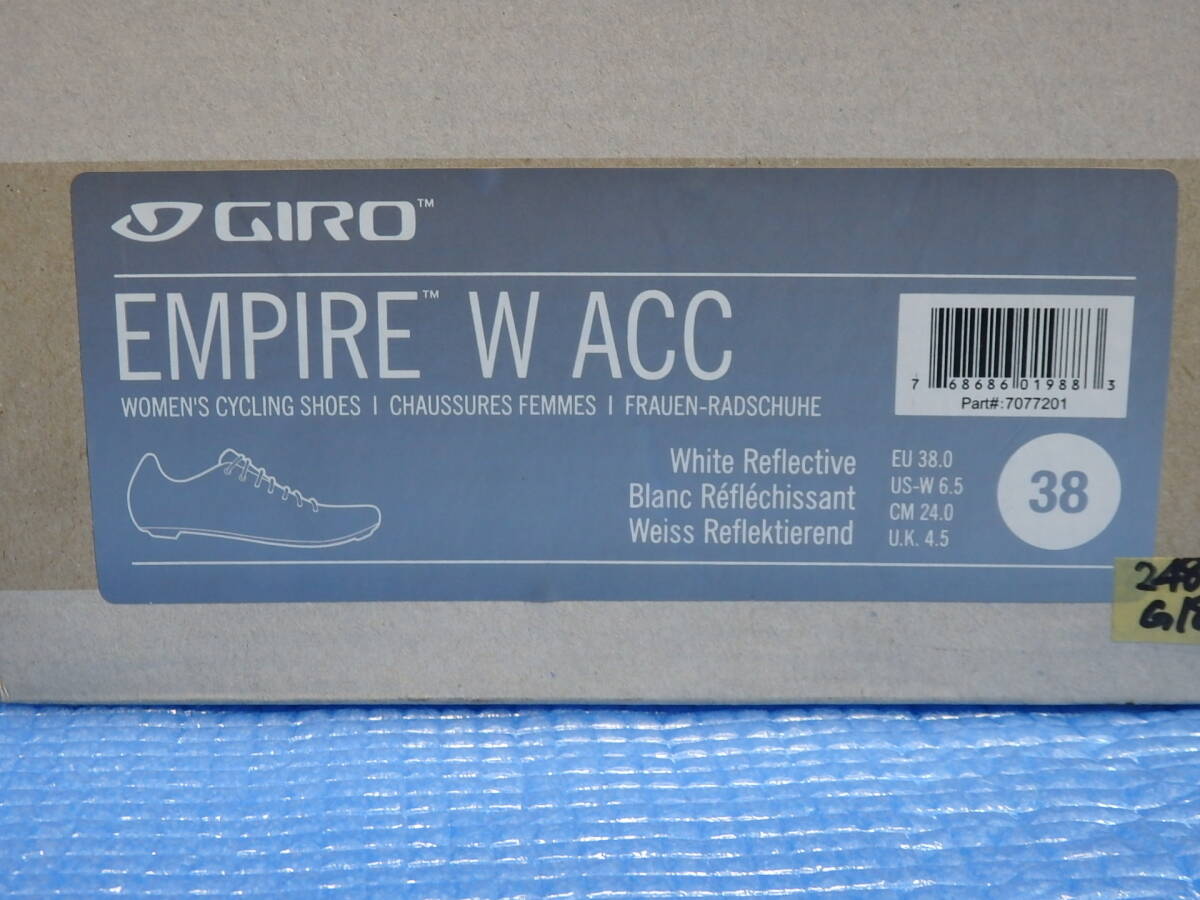 GIRO™
EMPIRE™ W ACC
WOMEN'S CYCLING SHOES | CHAUSSURES FEMMES | FRAUEN-RADSCHUHE
7 68686 01988 3
Part#:7077201
White Reflective
Blanc Réfléchissant
Weiss Reflektierend
EU 38.0
US-W 6.5
CM 24.0
U.K. 4.5
38
248